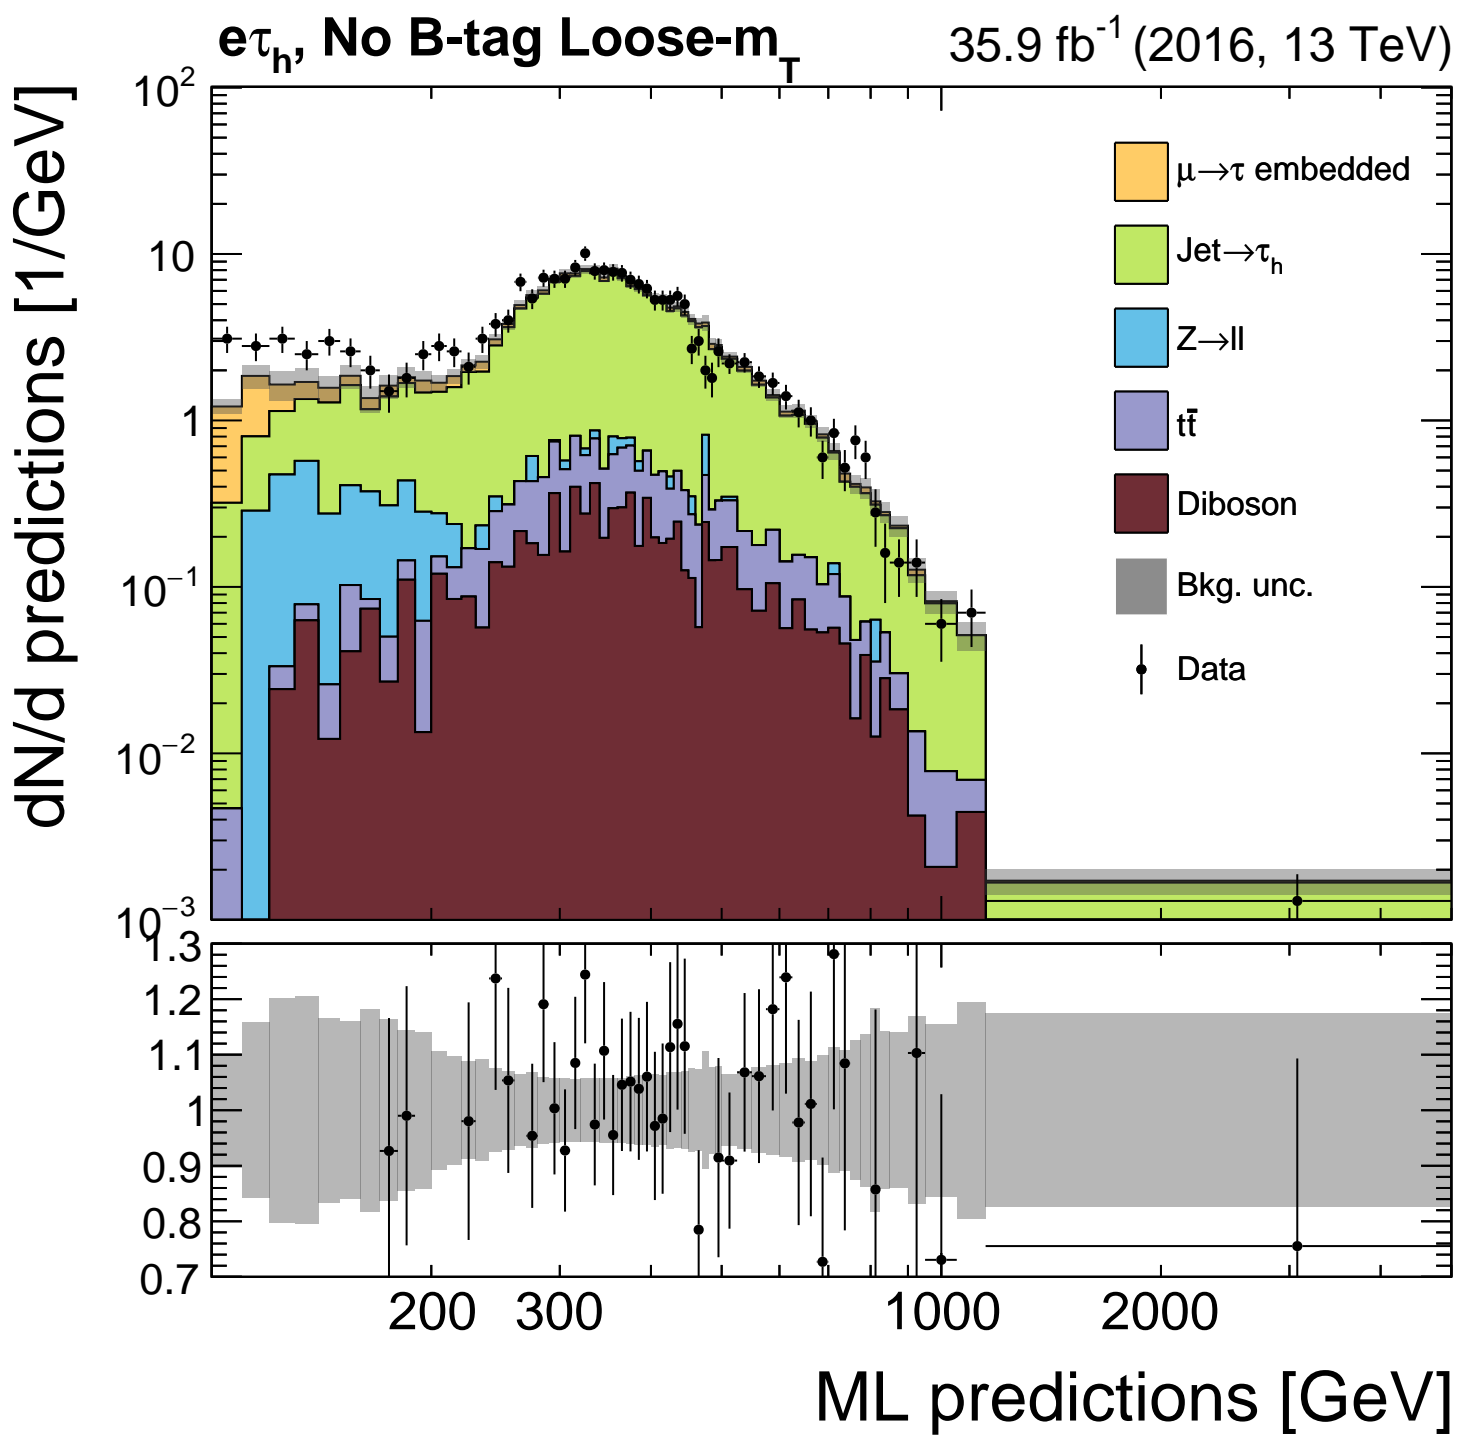 eτh, No B-tag Loose-mT 35.9 fb-1 (2016, 13 TeV)
dN/d predictions [1/GeV]
10²
10
1
10⁻¹
10⁻²
10⁻³
μ→τ embedded
Jet→τh
Z→ll
tt̄
Diboson
Bkg. unc.
Data
1.3
1.2
1.1
1
0.9
0.8
0.7
200 300 1000 2000
ML predictions [GeV]